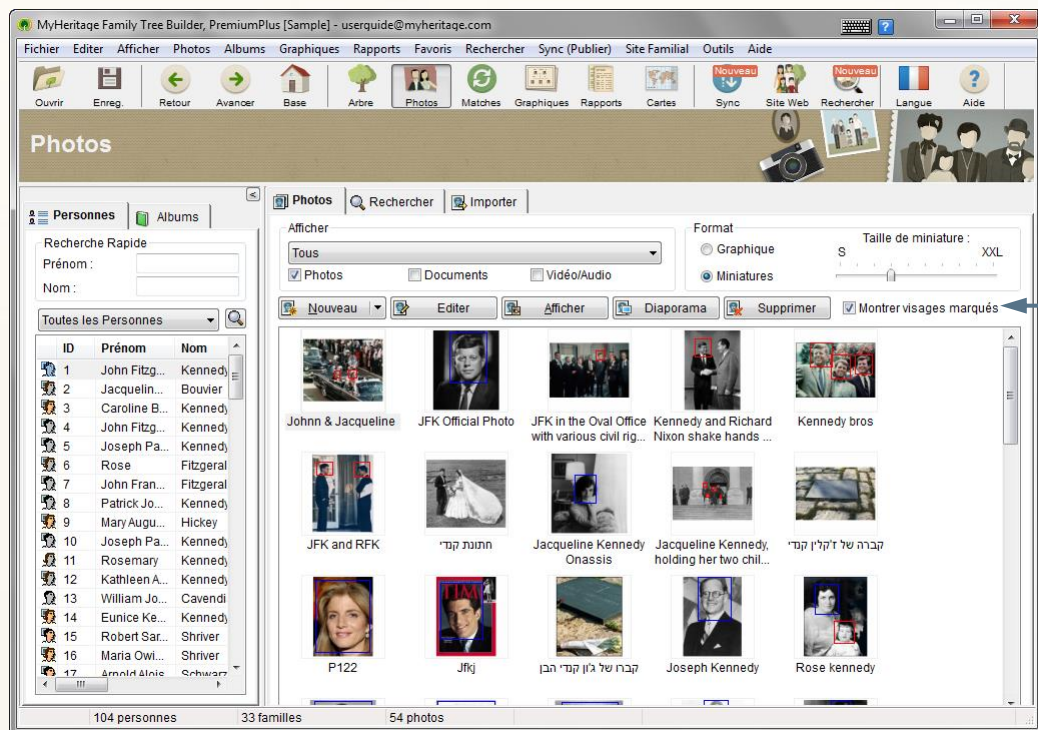 MyHeritage Family Tree Builder, PremiumPlus [Sample] - userguide@myheritage.com
Fichier Editer Afficher Photos Albums Graphiques Rapports Favoris Rechercher Sync (Publier) Site Familial Outils Aide
Nouveau Nouveau
Ouvrir Enreg. Retour Avancer Base Arbre Photos Matches Graphiques Rapports Cartes Sync Site Web Rechercher Langue Aide
Photos
Personnes Albums
Recherche Rapide
Prénom :
Nom :
Toutes les Personnes
ID Prénom Nom
1 John Fitzg... Kennedy
2 Jacquelin... Bouvier
3 Caroline B... Kennedy
4 John Fitzg... Kennedy
5 Joseph Pa... Kennedy
6 Rose Fitzgeral
7 John Fran... Fitzgeral
8 Patrick Jo... Kennedy
9 Mary Augu... Hickey
10 Joseph Pa... Kennedy
11 Rosemary Kennedy
12 Kathleen A... Kennedy
13 William Jo... Cavendi
14 Eunice Ke... Kennedy
15 Robert Sar... Shriver
16 Maria Owi... Shriver
17 Arnold Alois Schwarz
Photos Rechercher Importer
Afficher
Tous
Photos Documents Vidéo/Audio
Format
Graphique
Miniatures
Taille de miniature :
S XXL
Nouveau Editer Afficher Diaporama Supprimer Montrer visages marqués
Johnn & Jacqueline
JFK Official Photo
JFK in the Oval Office
with various civil rig...
Kennedy and Richard
Nixon shake hands ...
Kennedy bros
JFK and RFK
חתונת קנדי
Jacqueline Kennedy
Onassis
Jacqueline Kennedy,
holding her two chil...
קברה של ז'קלין קנדי
TIME
P122
Jfkj
קברו של ג'ון קנדי הבן
Joseph Kennedy
Rose kennedy
104 personnes 33 familles 54 photos